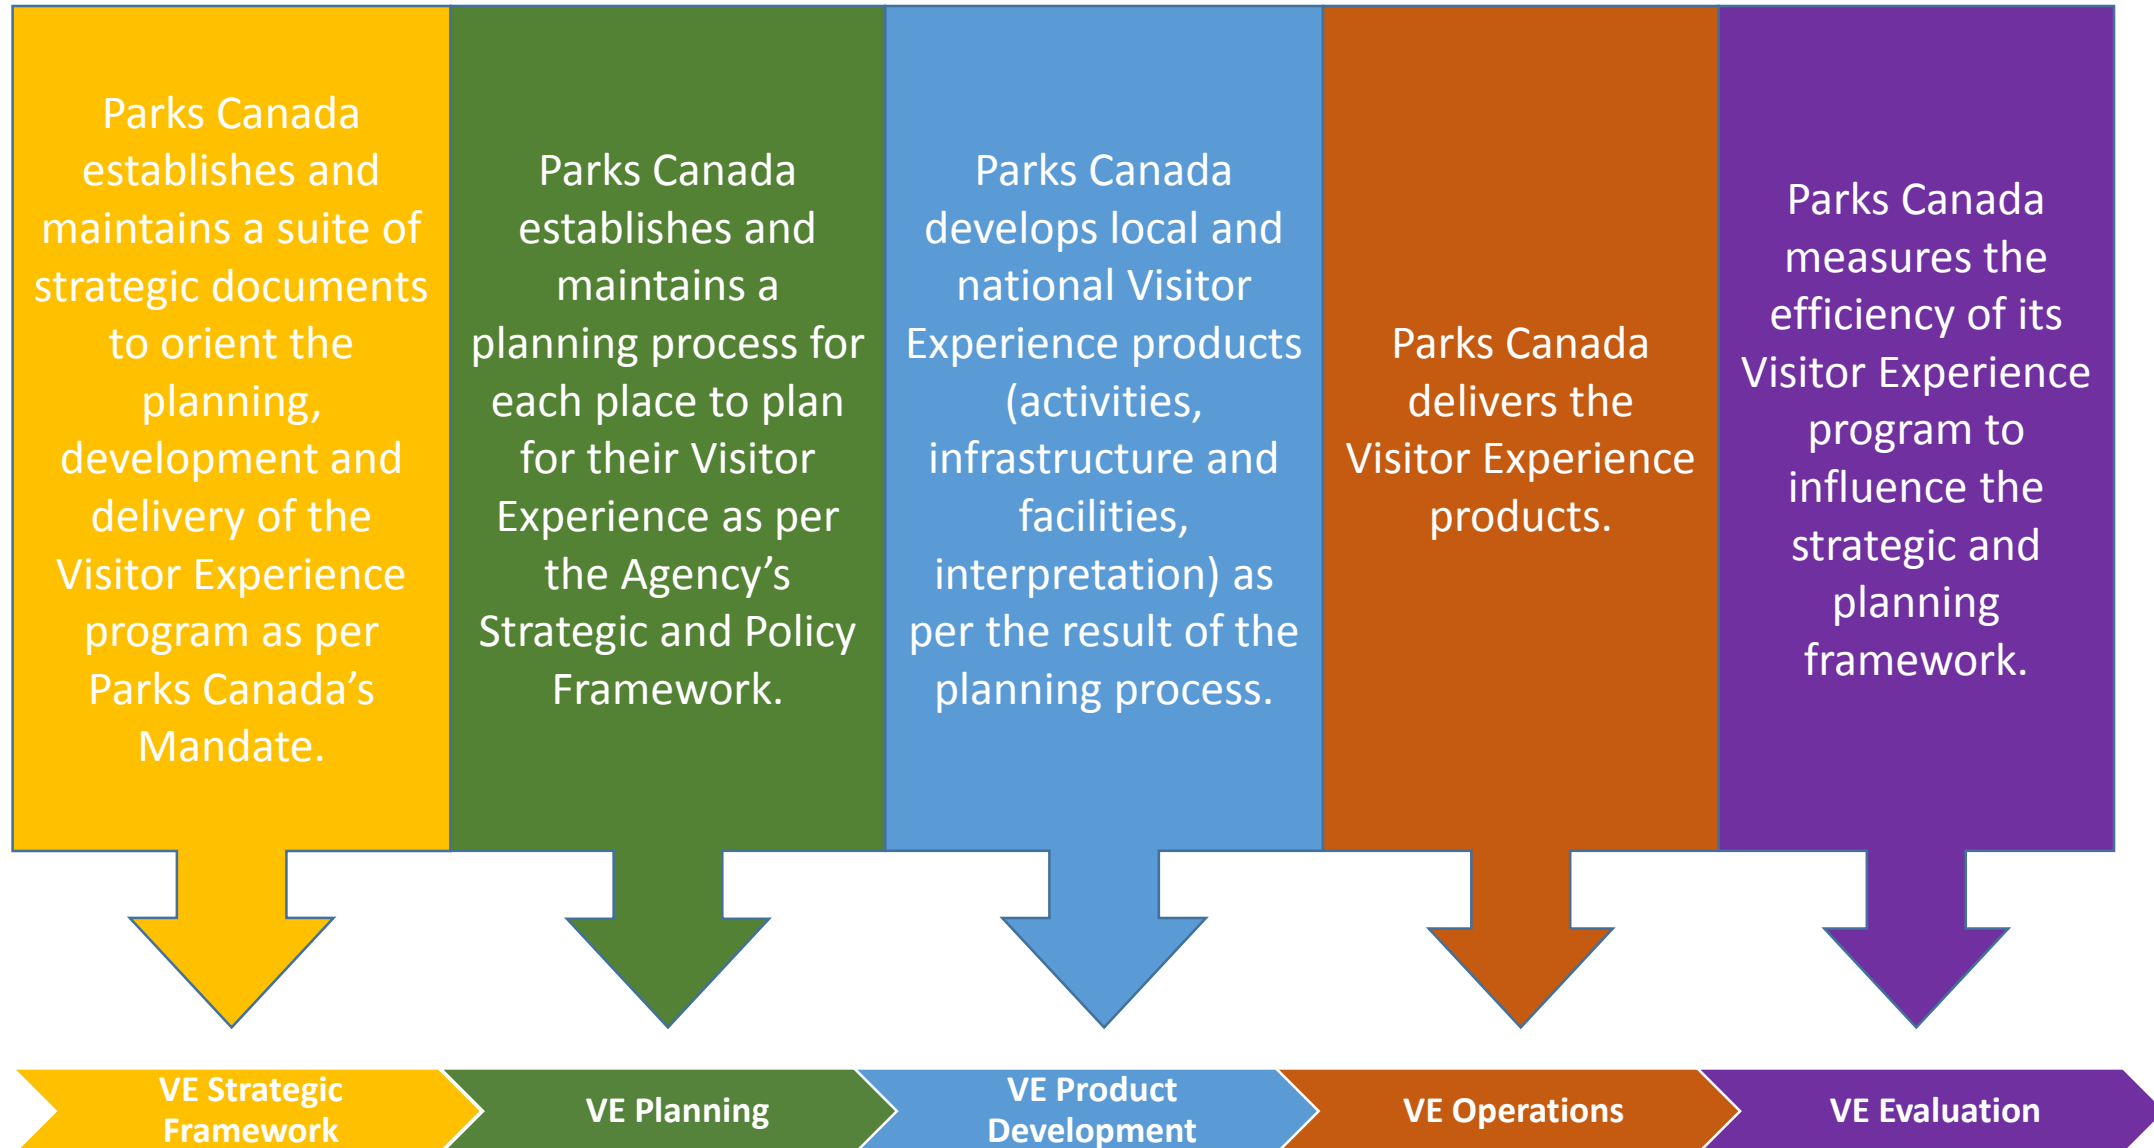 Parks Canada
establishes and
maintains a suite of
strategic documents
to orient the
planning,
development and
delivery of the
Visitor Experience
program as per
Parks Canada’s
Mandate.
Parks Canada
establishes and
maintains a
planning process for
each place to plan
for their Visitor
Experience as per
the Agency’s
Strategic and Policy
Framework.
Parks Canada
develops local and
national Visitor
Experience products
(activities,
infrastructure and
facilities,
interpretation) as
per the result of the
planning process.
Parks Canada
delivers the
Visitor Experience
products.
Parks Canada
measures the
efficiency of its
Visitor Experience
program to
influence the
strategic and
planning
framework.
VE Strategic
Framework
VE Planning
VE Product
Development
VE Operations
VE Evaluation